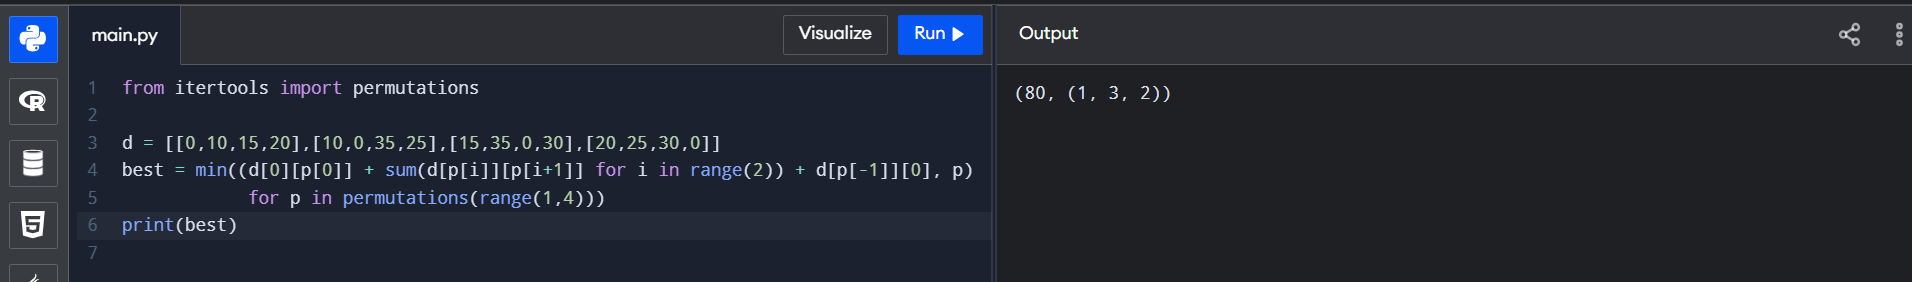 main.py
Visualize
Run
Output
1 from itertools import permutations
2
3 d = [[0,10,15,20],[10,0,35,25],[15,35,0,30],[20,25,30,0]]
4 best = min((d[0][p[0]] + sum(d[p[i]][p[i+1]] for i in range(2)) + d[p[-1]][0], p)
5             for p in permutations(range(1,4)))
6 print(best)
7
(80, (1, 3, 2))
R
5